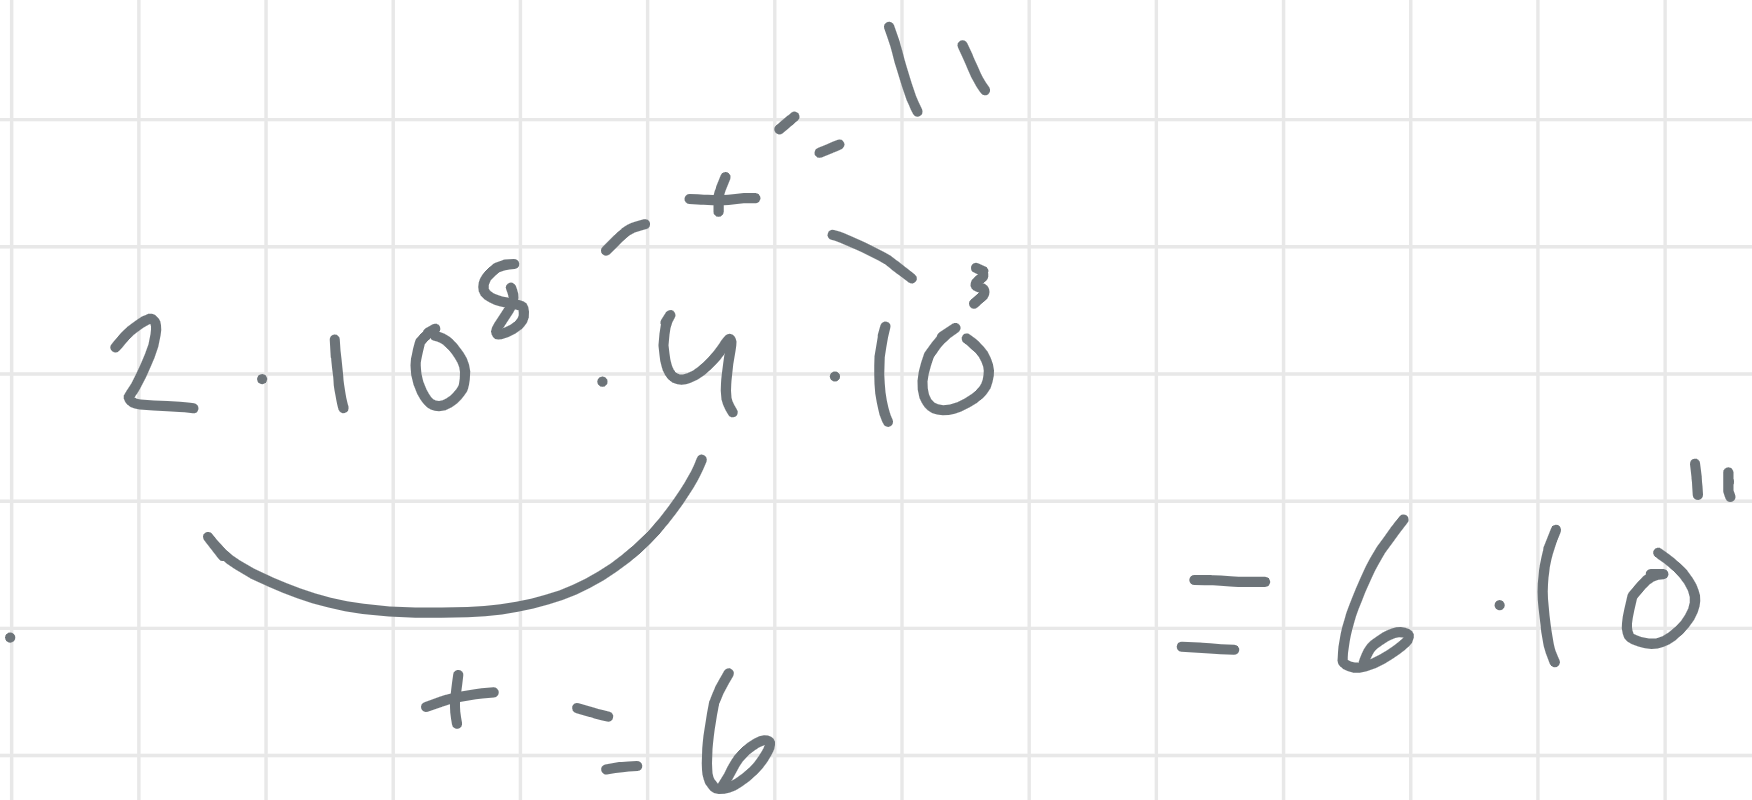 + = 11
2 · 10⁸ · 4 · 10³
= 6 · 10¹¹
+ = 6